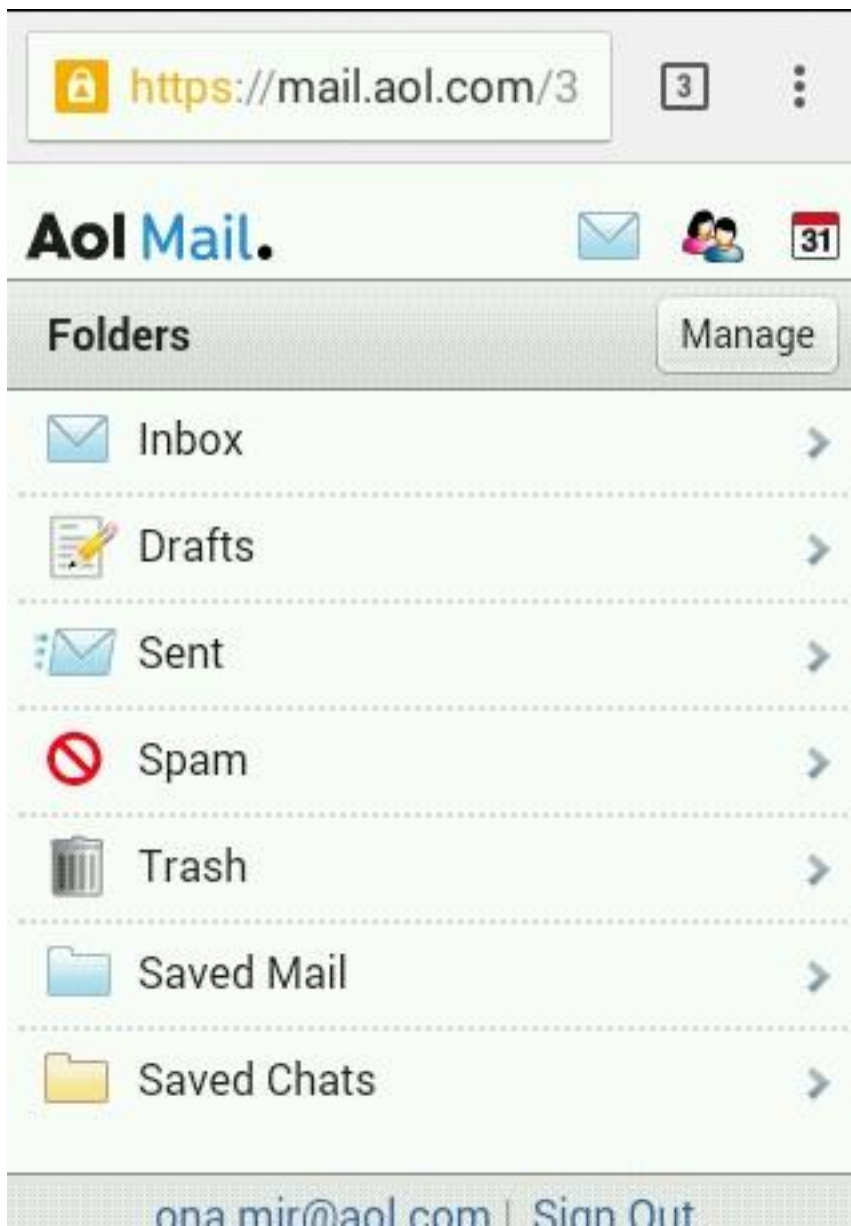 https://mail.aol.com/3 3
Aol Mail. 31
Folders Manage
Inbox
Drafts
Sent
Spam
Trash
Saved Mail
Saved Chats
ona.mir@aol.com | Sign Out